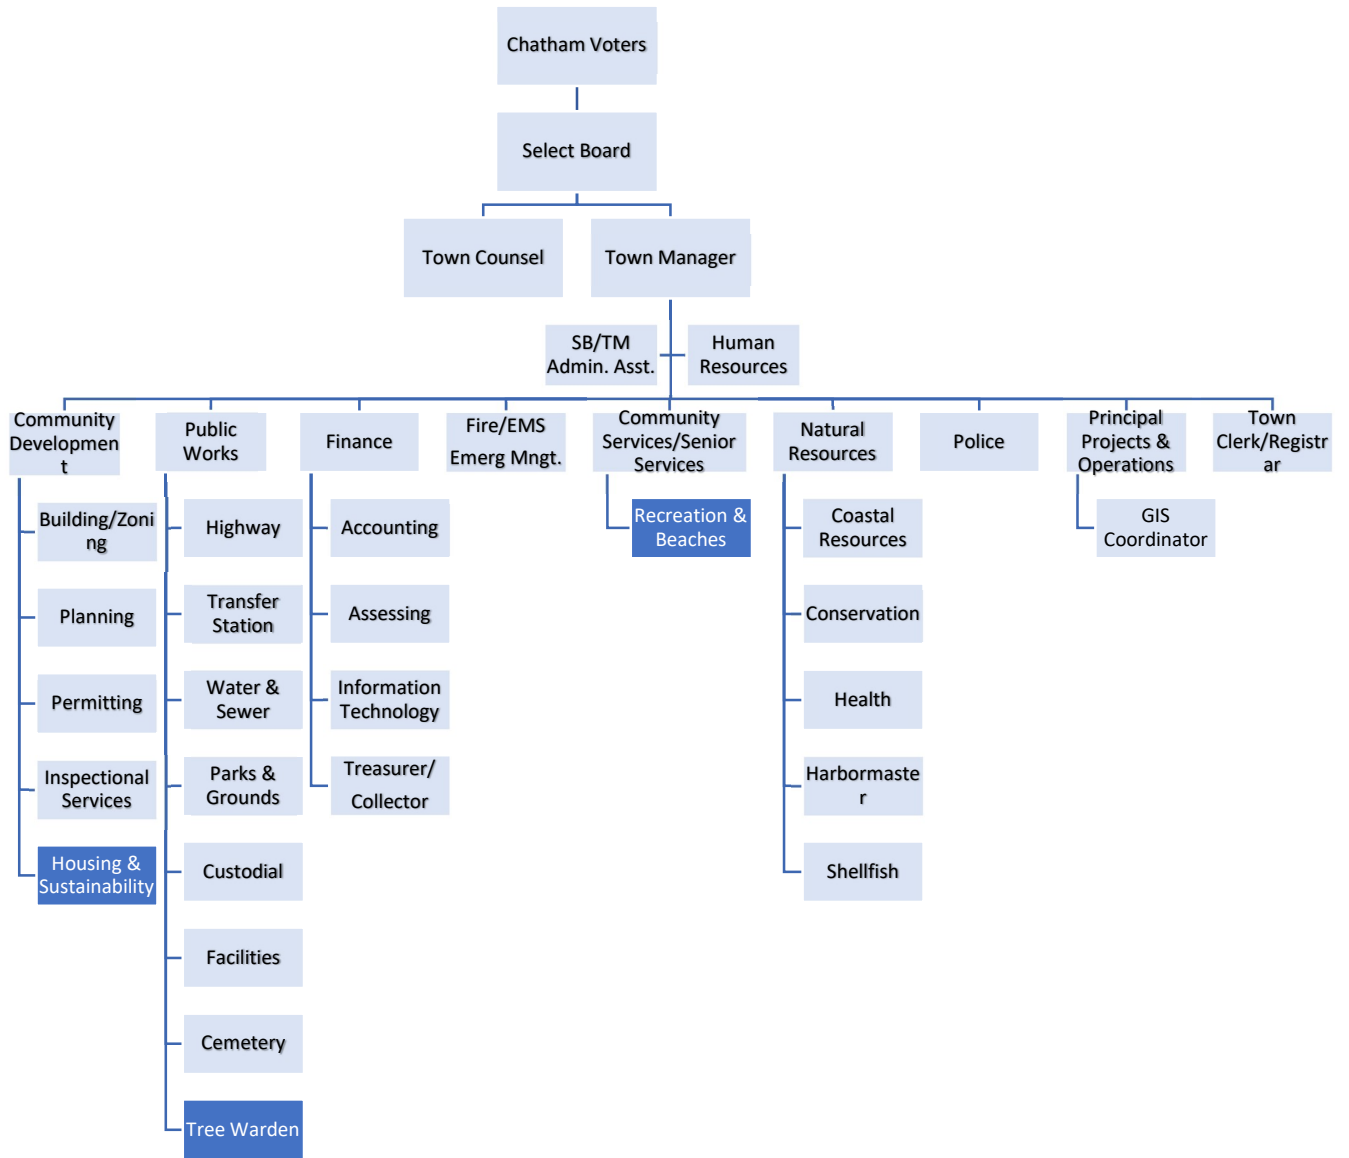 Chatham Voters
Select Board
Town Counsel
Town Manager
SB/TM
Admin. Asst.
Human
Resources
Community
Developmen
t
Public
Works
Finance
Fire/EMS
Emerg Mngt.
Community
Services/Senior
Services
Natural
Resources
Police
Principal
Projects &
Operations
Town
Clerk/Registr
ar
Building/Zoni
ng
Planning
Permitting
Inspectional
Services
Housing &
Sustainability
Highway
Transfer
Station
Water &
Sewer
Parks &
Grounds
Custodial
Facilities
Cemetery
Tree Warden
Accounting
Assessing
Information
Technology
Treasurer/
Collector
Recreation &
Beaches
Coastal
Resources
Conservation
Health
Harbormaste
r
Shellfish
GIS
Coordinator